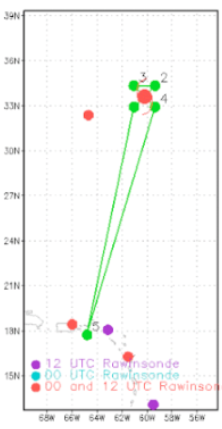 39N
36N
3 2
33N
4
30N
27N
24N
21N
18N
5
12 UTC Rawinsonde
00 UTC Rawinsonde
15N
00 and 12 UTC Rawinson
68W 66W 64W 62W 60W 58W 56W